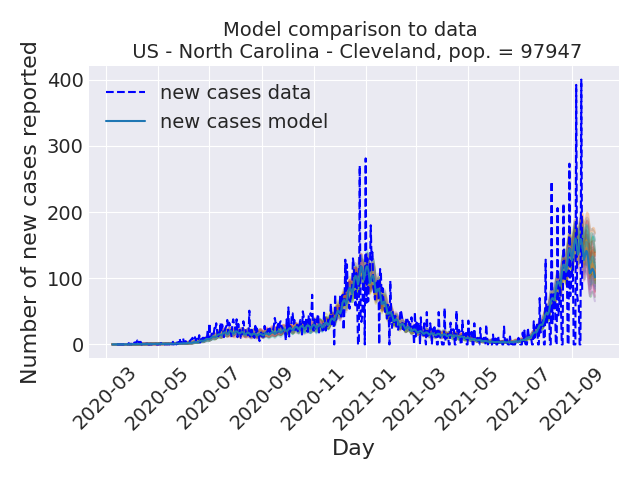 Model comparison to data
US - North Carolina - Cleveland, pop. = 97947
Number of new cases reported
400
300
200
100
0
new cases data
new cases model
2020-03
2020-05
2020-07
2020-09
2020-11
2021-01
2021-03
2021-05
2021-07
2021-09
Day